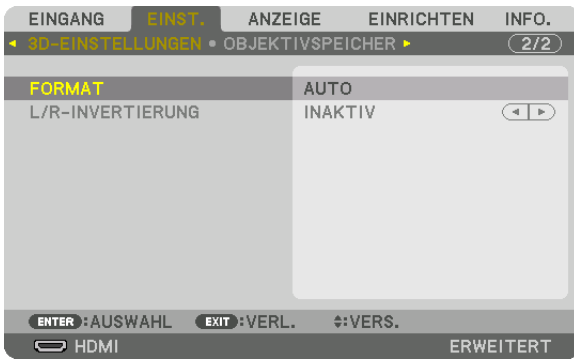 EINGANG EINST. ANZEIGE EINRICHTEN INFO.
3D-EINSTELLUNGEN • OBJEKTIVSPEICHER 2/2
FORMAT AUTO
L/R-INVERTIERUNG INAKTIV
ENTER :AUSWAHL EXIT :VERL. :VERS.
HDMI ERWEITERT